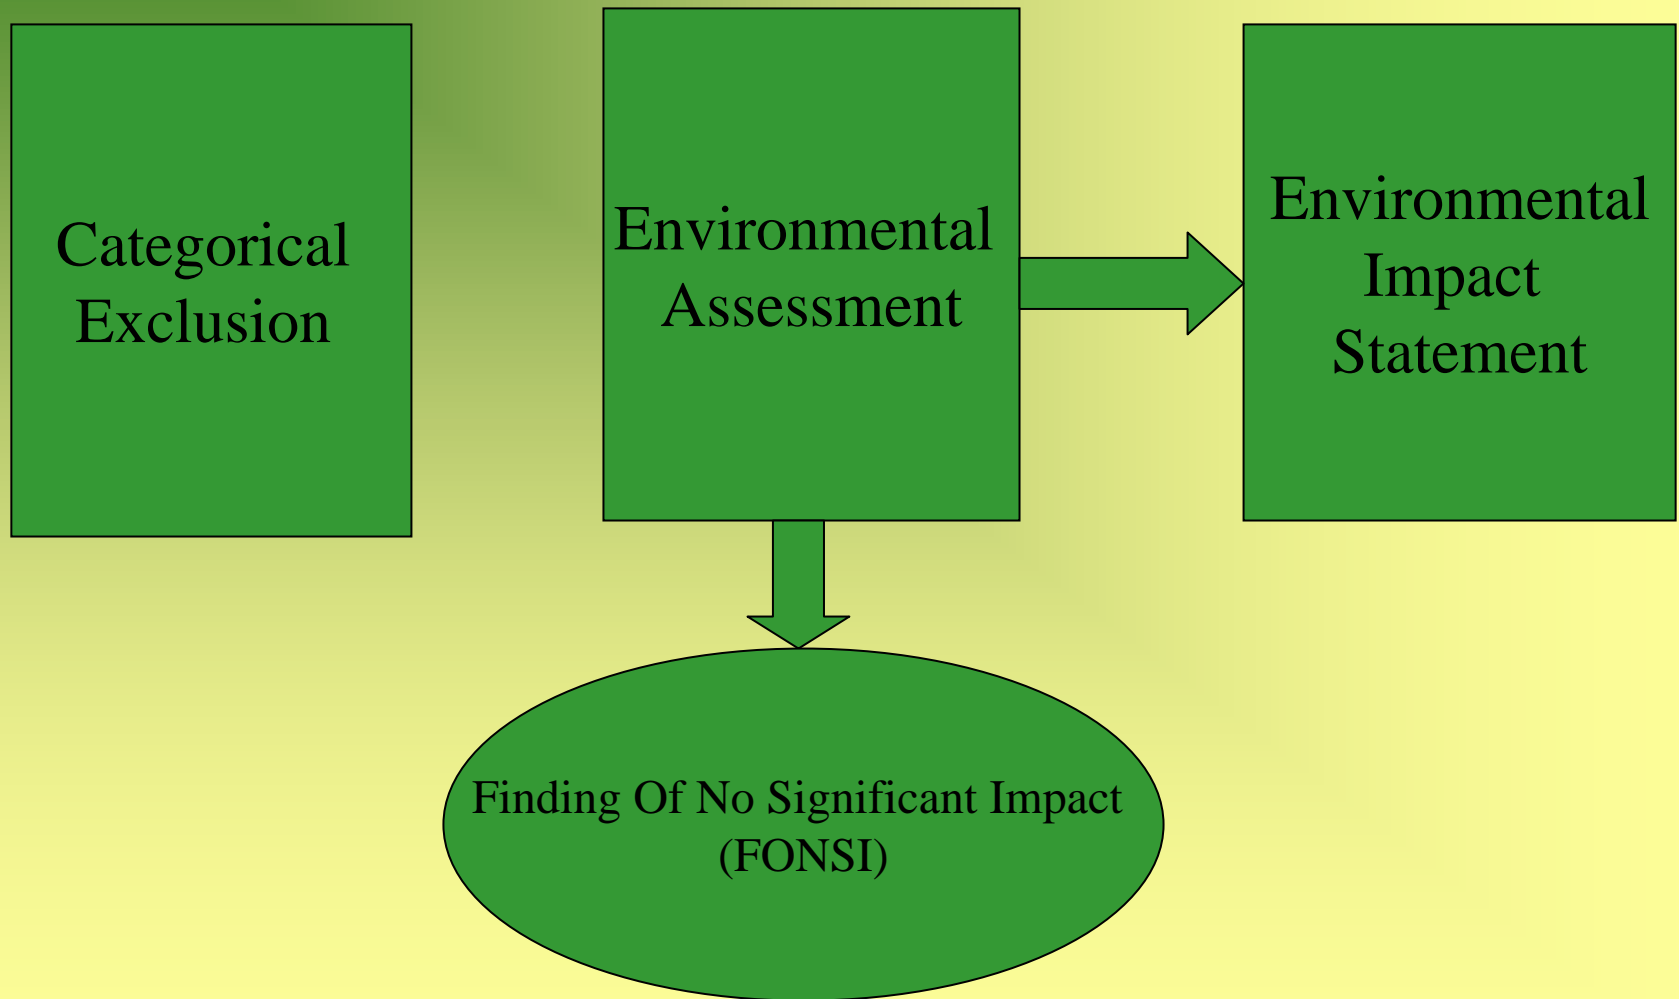 Categorical
Exclusion
Environmental
Assessment
Environmental
Impact
Statement
Finding Of No Significant Impact
(FONSI)